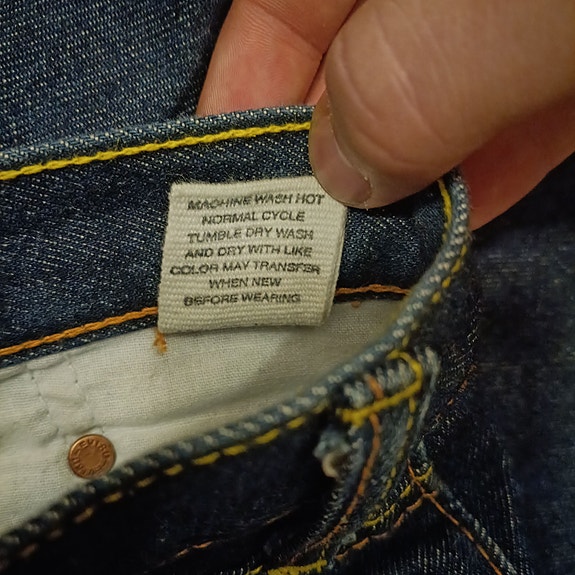 MACHINE WASH HOT
NORMAL CYCLE
TUMBLE DRY WASH
AND DRY WITH LIKE
COLOR MAY TRANSFER
WHEN NEW
BEFORE WEARING